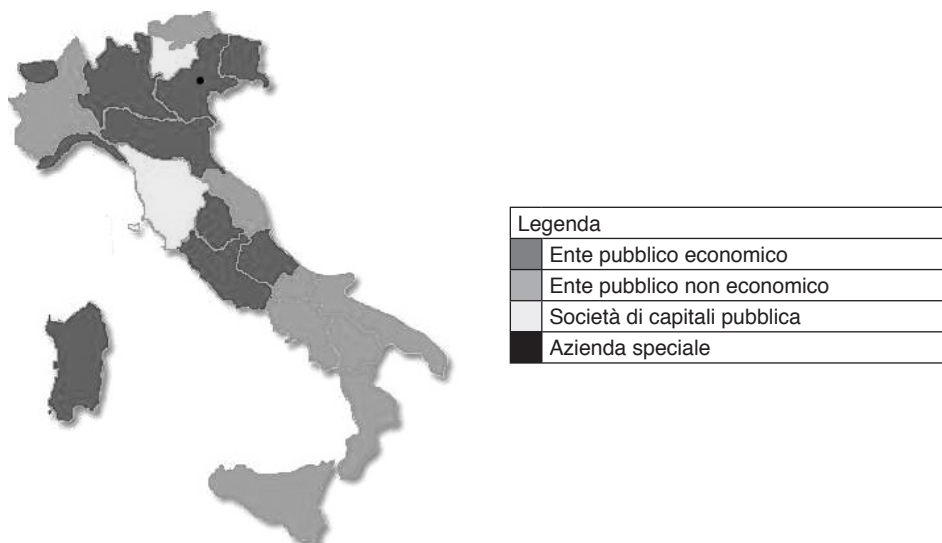 Legenda
Ente pubblico economico
Ente pubblico non economico
Società di capitali pubblica
Azienda speciale